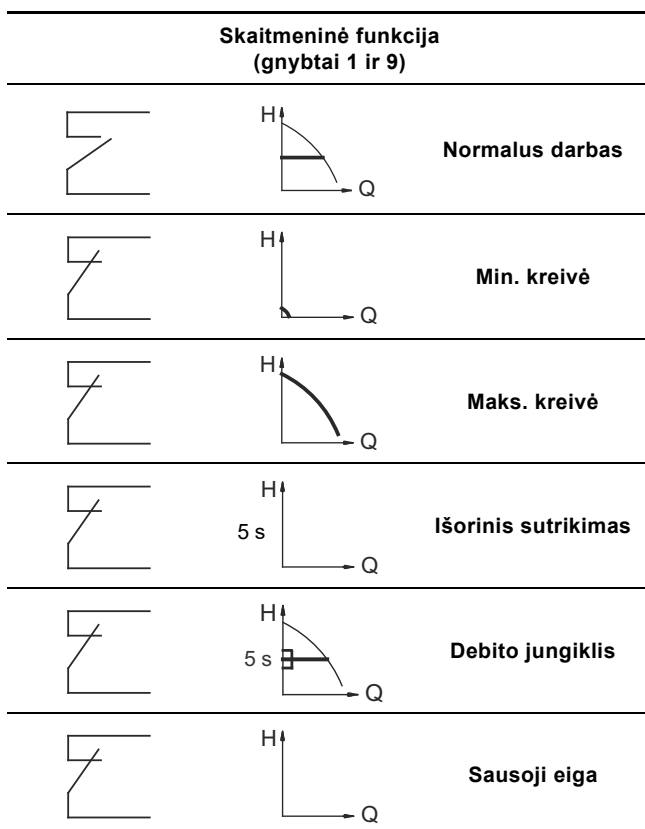 Skaitmeninė funkcija
(gnybtai 1 ir 9)
H
Q
Normalus darbas
H
Q
Min. kreivė
H
Q
Maks. kreivė
H
5 s
Q
Išorinis sutrikimas
H
5 s
Q
Debito jungiklis
H
Q
Sausoji eiga